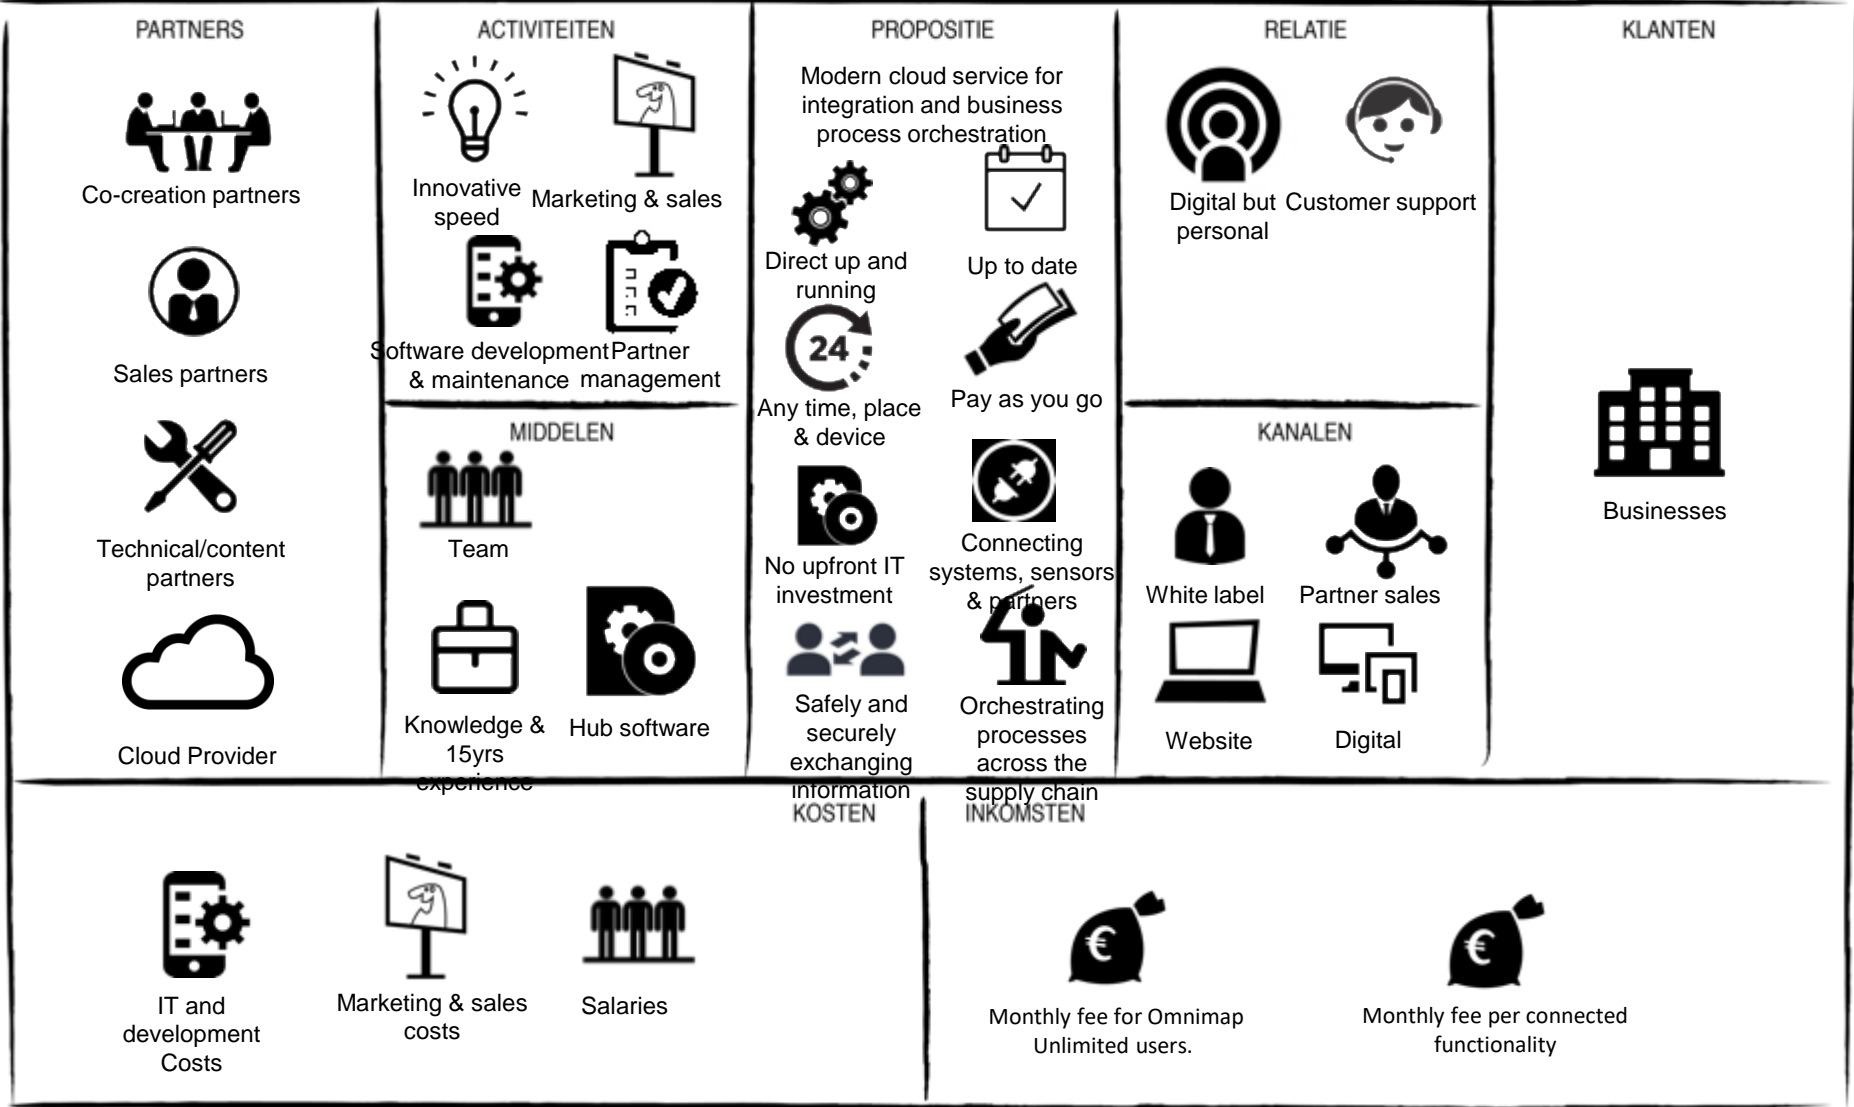 PARTNERS
Co-creation partners
Sales partners
Technical/content
partners
Cloud Provider
ACTIVITEITEN
Innovative
speed
Marketing & sales
Software development
& maintenance
Partner
management
MIDDELEN
Team
Knowledge &
15yrs
experience
Hub software
PROPOSITIE
Modern cloud service for
integration and business
process orchestration
Direct up and
running
Up to date
24
Any time, place
& device
Pay as you go
No upfront IT
investment
Connecting
systems, sensors
& partners
Safely and
securely
exchanging
information
Orchestrating
processes
across the
supply chain
RELATIE
Digital but
personal
Customer support
KANALEN
White label
Partner sales
Website
Digital
KLANTEN
Businesses
KOSTEN
IT and
development
Costs
Marketing & sales
costs
Salaries
INKOMSTEN
€
Monthly fee for Omnimap
Unlimited users.
€
Monthly fee per connected
functionality